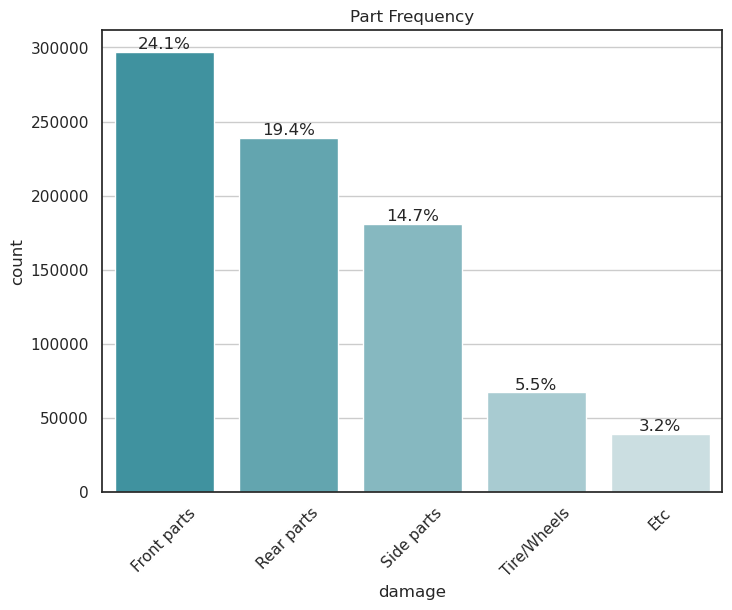 Part Frequency
300000
250000
200000
150000
100000
50000
0
count
24.1%
19.4%
14.7%
5.5%
3.2%
Front parts
Rear parts
Side parts
Tire/Wheels
Etc
damage